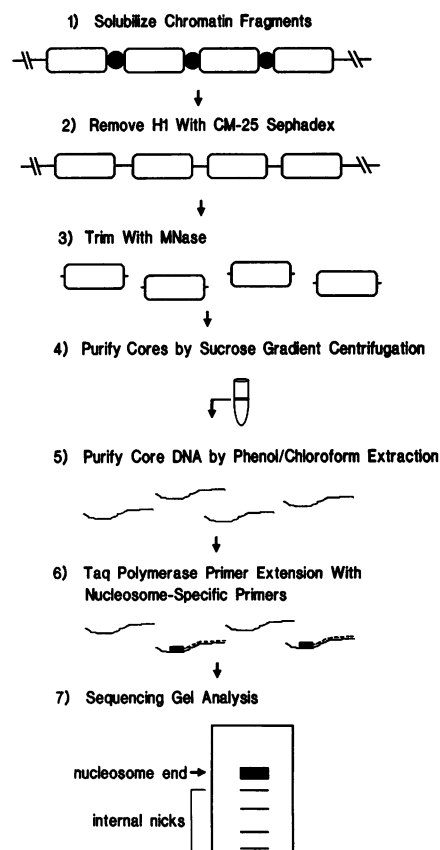 1) Solubilize Chromatin Fragments
2) Remove H1 With CM-25 Sephadex
3) Trim With MNase
4) Purify Cores by Sucrose Gradient Centrifugation
5) Purify Core DNA by Phenol/Chloroform Extraction
6) Taq Polymerase Primer Extension With
Nucleosome-Specific Primers
7) Sequencing Gel Analysis
nucleosome end
internal nicks